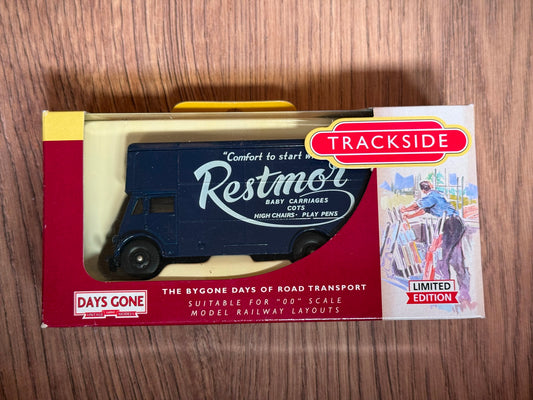 TRACKSIDE
"Comfort to start
Restmor
BABY CARRIAGES
COTS
HIGH CHAIRS · PLAY PENS
THE BYGONE DAYS OF ROAD TRANSPORT
SUITABLE FOR "00" SCALE
MODEL RAILWAY LAYOUTS
DAYS GONE
LIMITED
EDITION